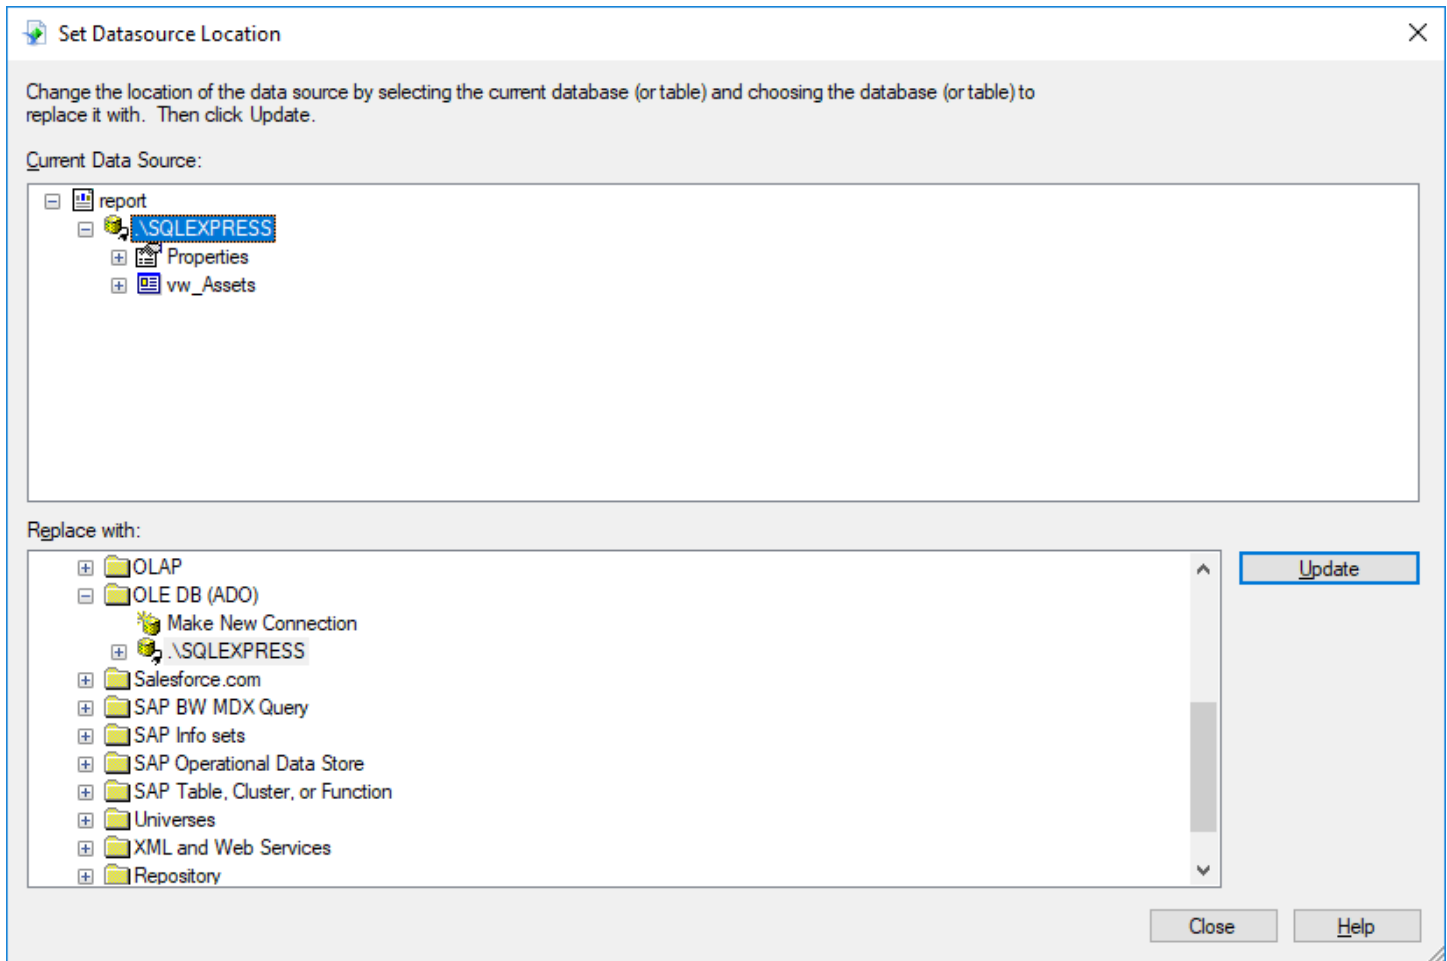 Set Datasource Location
Change the location of the data source by selecting the current database (or table) and choosing the database (or table) to
replace it with. Then click Update.
Current Data Source:
report
.\SQLEXPRESS
Properties
vw_Assets
Replace with:
OLAP
OLE DB (ADO)
Make New Connection
.\SQLEXPRESS
Salesforce.com
SAP BW MDX Query
SAP Info sets
SAP Operational Data Store
SAP Table, Cluster, or Function
Universes
XML and Web Services
Repository
Update
Close
Help